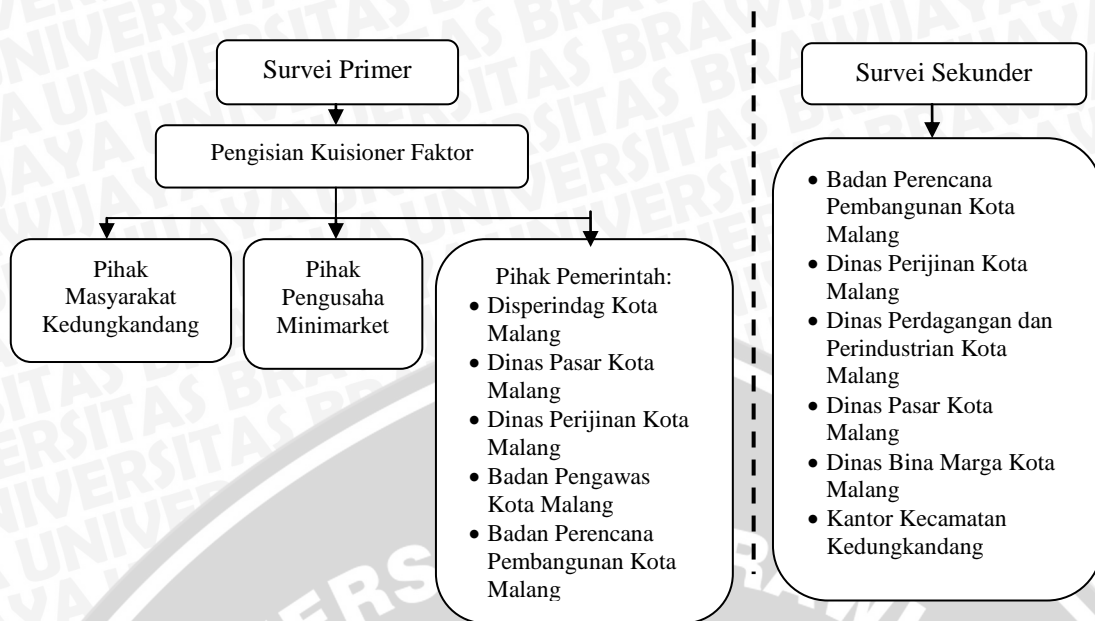 Survei Primer
Pengisian Kuisioner Faktor
Pihak
Masyarakat
Kedungkandang
Pihak
Pengusaha
Minimarket
Pihak Pemerintah:
• Disperindag Kota
Malang
• Dinas Pasar Kota
Malang
• Dinas Perijinan Kota
Malang
• Badan Pengawas
Kota Malang
• Badan Perencana
Pembangunan Kota
Malang
Survei Sekunder
• Badan Perencana
Pembangunan Kota
Malang
• Dinas Perijinan Kota
Malang
• Dinas Perdagangan dan
Perindustrian Kota
Malang
• Dinas Pasar Kota
Malang
• Dinas Bina Marga Kota
Malang
• Kantor Kecamatan
Kedungkandang